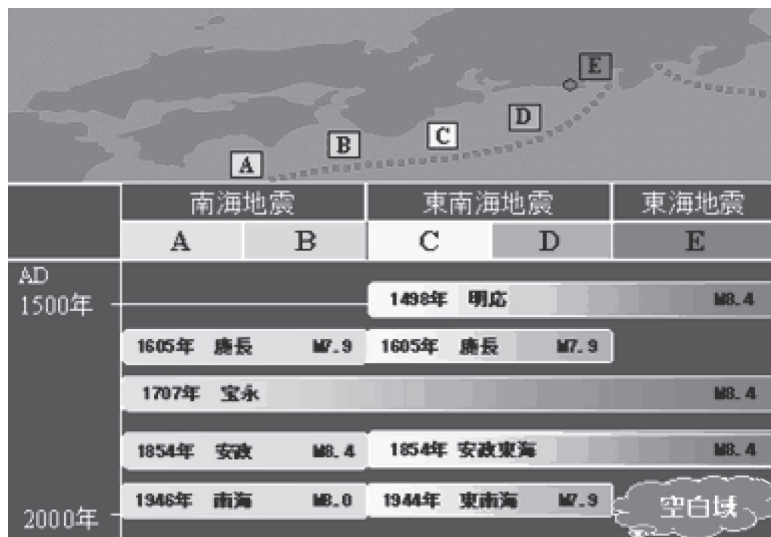 E
D
C
B
A
南海地震 東南海地震 東海地震
A B C D E
AD
1500年
1498年 明応 M8.4
1605年 慶長 M7.9 1605年 慶長 M7.9
1707年 宝永 M8.4
1854年 安政 M8.4 1854年 安政東海 M8.4
1946年 南海 M8.0 1944年 東南海 M7.9 空白域
2000年